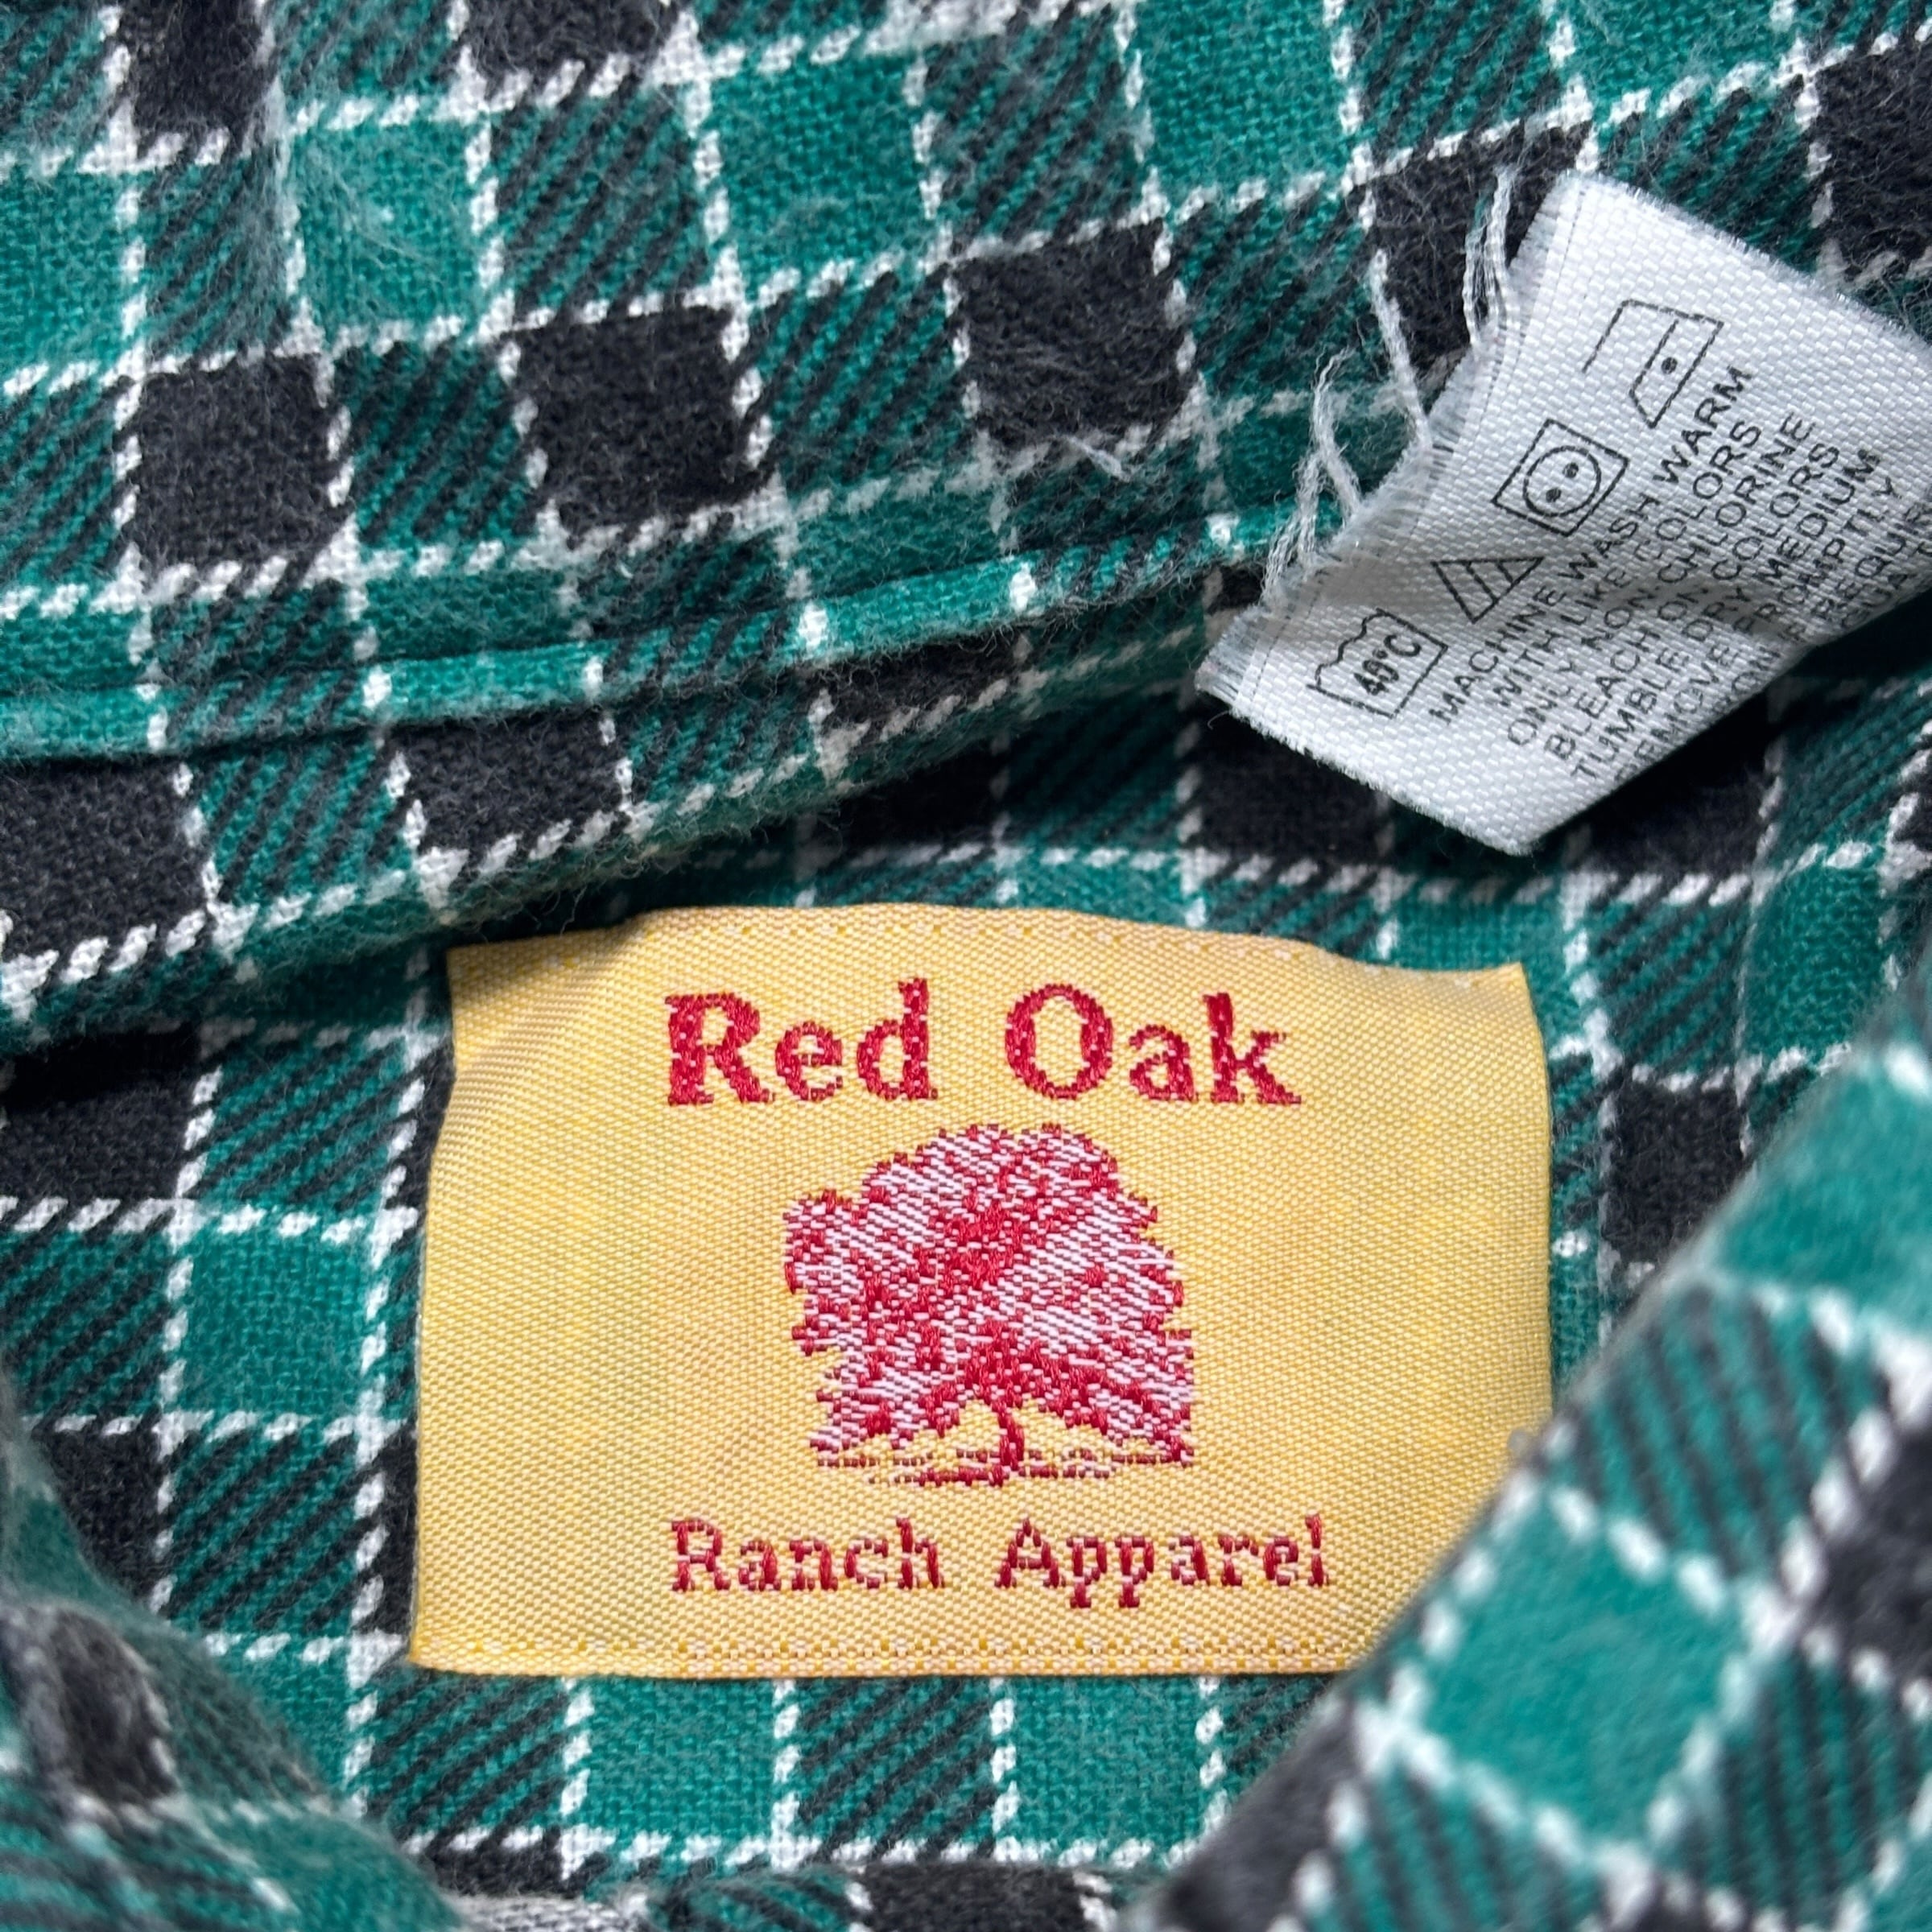 40°C
MACHINE WASH WARM
WITH LIKE COLORS
ONLY NON-CHLORINE
BLEACH ON COLORS
TUMBLE DRY MEDIUM
REMOVE PROMPTLY
Red Oak
Ranch Apparel